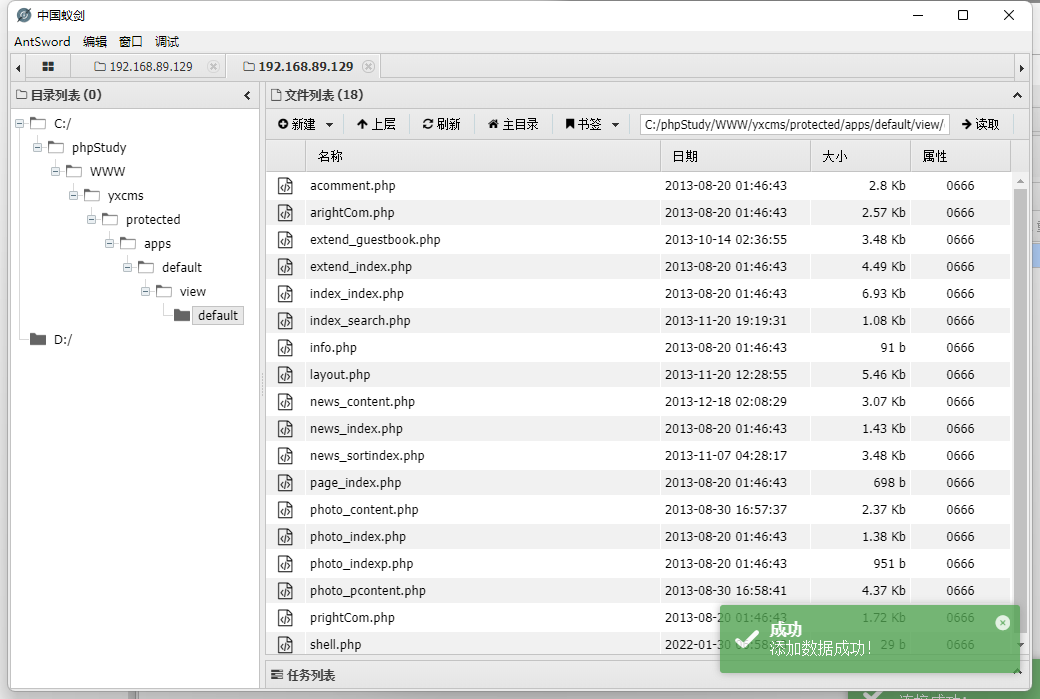 中国蚁剑
AntSword 编辑 窗口 调试
192.168.89.129 192.168.89.129
目录列表 (0)
文件列表 (18)
新建 上层 刷新 主目录 书签 C:/phpStudy/WWW/yxcms/protected/apps/default/view/ 读取
C:/
phpStudy
WWW
yxcms
protected
apps
default
view
default
D:/
名称 日期 大小 属性
acomment.php 2013-08-20 01:46:43 2.8 Kb 0666
arightCom.php 2013-08-20 01:46:43 2.57 Kb 0666
extend_guestbook.php 2013-10-14 02:36:55 3.48 Kb 0666
extend_index.php 2013-08-20 01:46:43 4.49 Kb 0666
index_index.php 2013-08-20 01:46:43 6.93 Kb 0666
index_search.php 2013-11-20 19:19:31 1.08 Kb 0666
info.php 2013-08-20 01:46:43 91 b 0666
layout.php 2013-11-20 12:28:55 5.46 Kb 0666
news_content.php 2013-12-18 02:08:29 3.07 Kb 0666
news_index.php 2013-08-20 01:46:43 1.43 Kb 0666
news_sortindex.php 2013-11-07 04:28:17 3.48 Kb 0666
page_index.php 2013-08-20 01:46:43 698 b 0666
photo_content.php 2013-08-30 16:57:37 2.37 Kb 0666
photo_index.php 2013-08-20 01:46:43 1.38 Kb 0666
photo_indexp.php 2013-08-20 01:46:43 951 b 0666
photo_pcontent.php 2013-08-30 16:58:41 4.37 Kb 0666
prightCom.php 2013-08-20 01:46:43 1.72 Kb 0666
shell.php 2022-01-30 29 b 0666
成功
添加数据成功!
任务列表